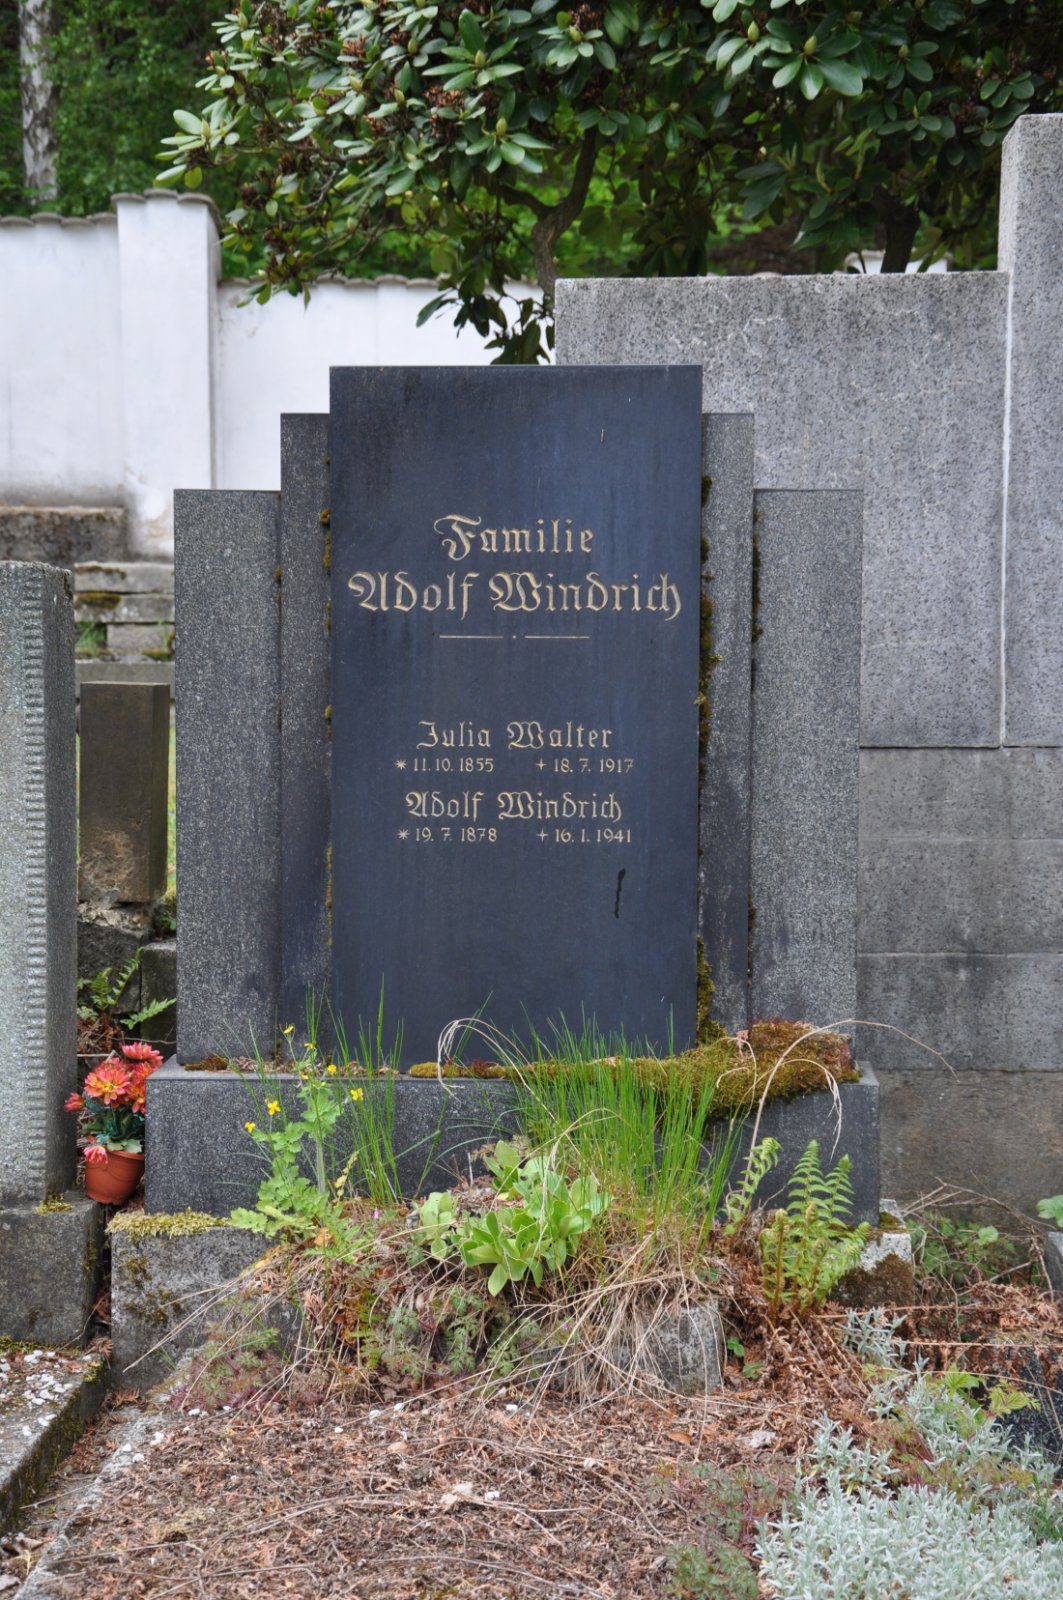 Familie
Adolf Windrich
Julia Walter
* 11. 10. 1855 + 18. 7. 1917
Adolf Windrich
* 19. 7. 1878 + 16. 1. 1941